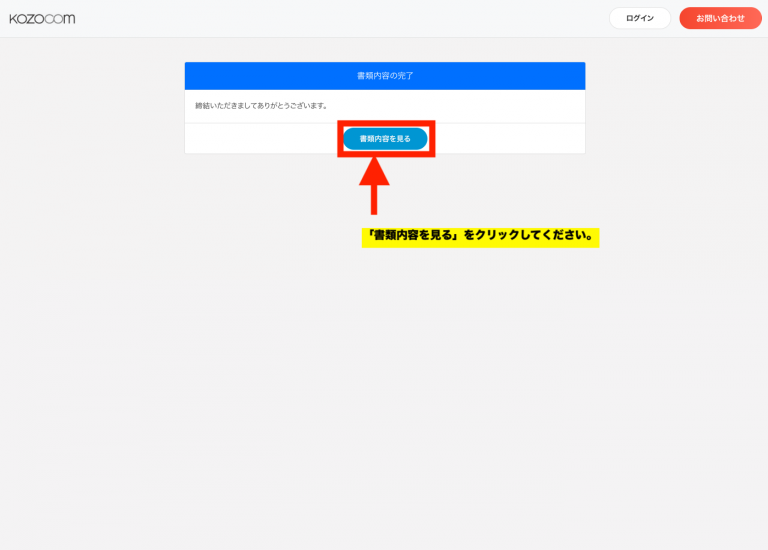 KOZOCOM
ログイン
お問い合わせ
書類内容の完了
締結いただきましてありがとうございます。
書類内容を見る
「書類内容を見る」をクリックしてください。